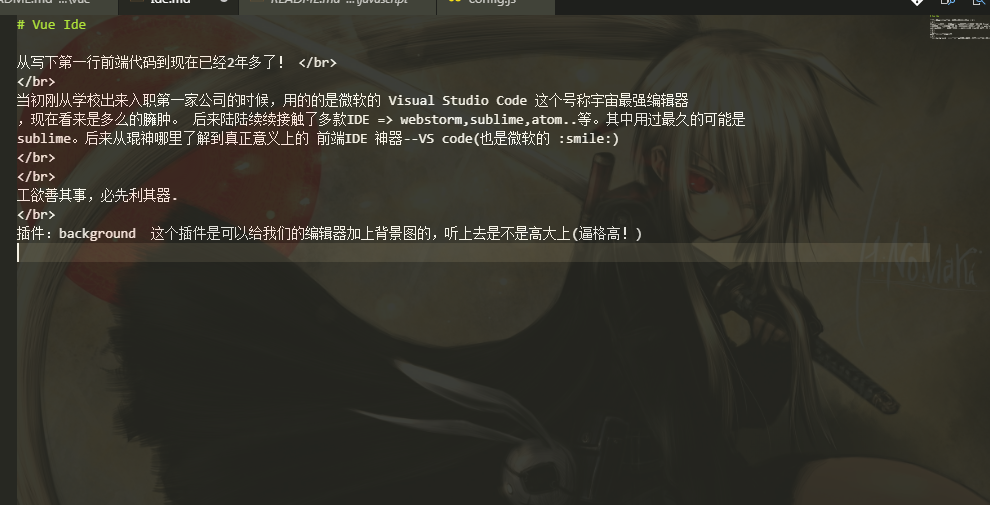 Ide.md
# Vue Ide
从写下第一行前端代码到现在已经2年多了! </br>
</br>
当初刚从学校出来入职第一家公司的时候，用的的是微软的 Visual Studio Code 这个号称宇宙最强编辑器
，现在看来是多么的臃肿。 后来陆陆续续接触了多款IDE => webstorm,sublime,atom..等。其中用过最久的可能是
sublime。后来从琨神哪里了解到真正意义上的 前端IDE 神器--VS code(也是微软的 :smile:)
</br>
</br>
工欲善其事，必先利其器.
</br>
插件：background 这个插件是可以给我们的编辑器加上背景图的，听上去是不是高大上(逼格高！)